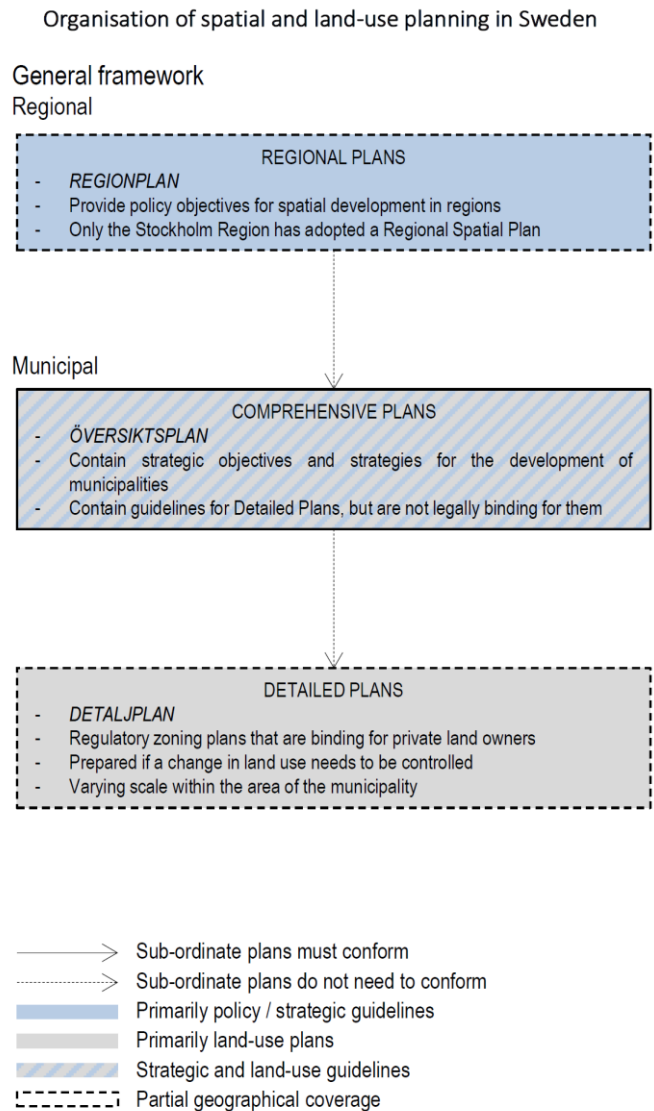 Organisation of spatial and land-use planning in Sweden
General framework
Regional
REGIONAL PLANS
- REGIONPLAN
- Provide policy objectives for spatial development in regions
- Only the Stockholm Region has adopted a Regional Spatial Plan
Municipal
COMPREHENSIVE PLANS
- ÖVERSIKTSPLAN
- Contain strategic objectives and strategies for the development of
municipalities
- Contain guidelines for Detailed Plans, but are not legally binding for them
DETAILED PLANS
- DETALJPLAN
- Regulatory zoning plans that are binding for private land owners
- Prepared if a change in land use needs to be controlled
- Varying scale within the area of the municipality
Sub-ordinate plans must conform
Sub-ordinate plans do not need to conform
Primarily policy / strategic guidelines
Primarily land-use plans
Strategic and land-use guidelines
Partial geographical coverage